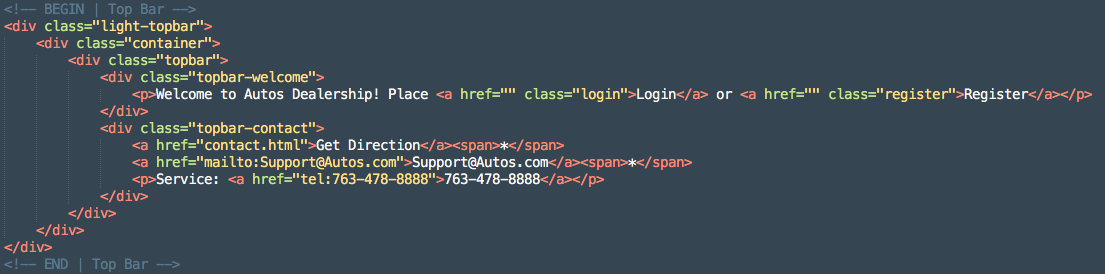 <!-- BEGIN | Top Bar -->
<div class="light-topbar">
    <div class="container">
        <div class="topbar">
            <div class="topbar-welcome">
                <p>Welcome to Autos Dealership! Place <a href="" class="login">Login</a> or <a href="" class="register">Register</a></p>
            </div>
            <div class="topbar-contact">
                <a href="contact.html">Get Direction</a><span>*</span>
                <a href="mailto:Support@Autos.com">Support@Autos.com</a><span>*</span>
                <p>Service: <a href="tel:763-478-8888">763-478-8888</a></p>
            </div>
        </div>
    </div>
</div>
<!-- END | Top Bar -->